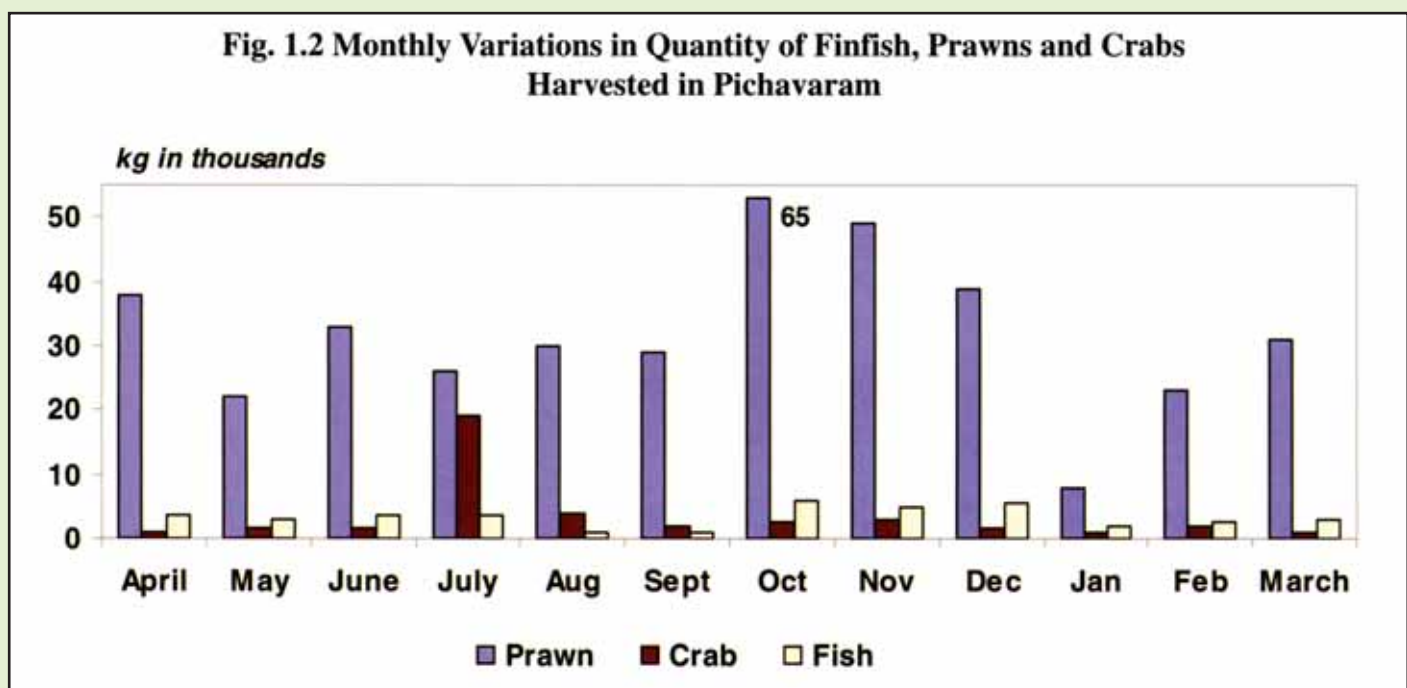 Fig. 1.2 Monthly Variations in Quantity of Finfish, Prawns and Crabs
Harvested in Pichavaram
kg in thousands
50
65
40
30
20
10
0
April May June July Aug Sept Oct Nov Dec Jan Feb March
Prawn Crab Fish